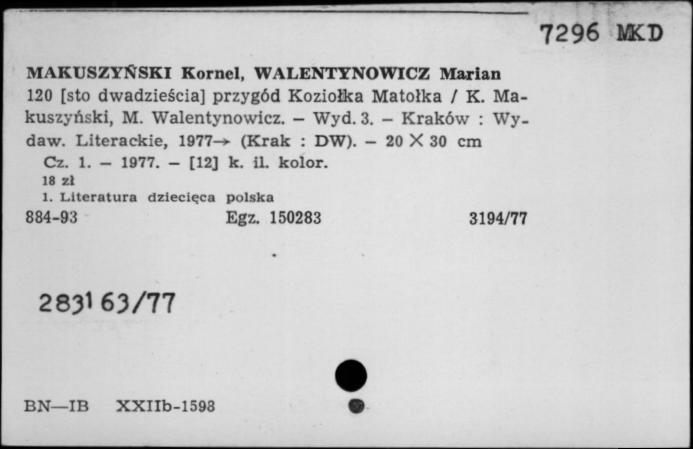 7296 MKD
MAKUSZYŃSKI Kornel, WALENTYNOWICZ Marian
120 [sto dwadzieścia] przygód Koziołka Matołka / K. Ma-
kuszyński, M. Walentynowicz. — Wyd. 3. — Kraków : Wy-
daw. Literackie, 1977→ (Krak : DW). — 20 X 30 cm
Cz. 1. — 1977. — [12] k. il. kolor.
18 zł
1. Literatura dziecięca polska
884-93 Egz. 150283 3194/77
283163/77
BN—IB XXIIb-1598